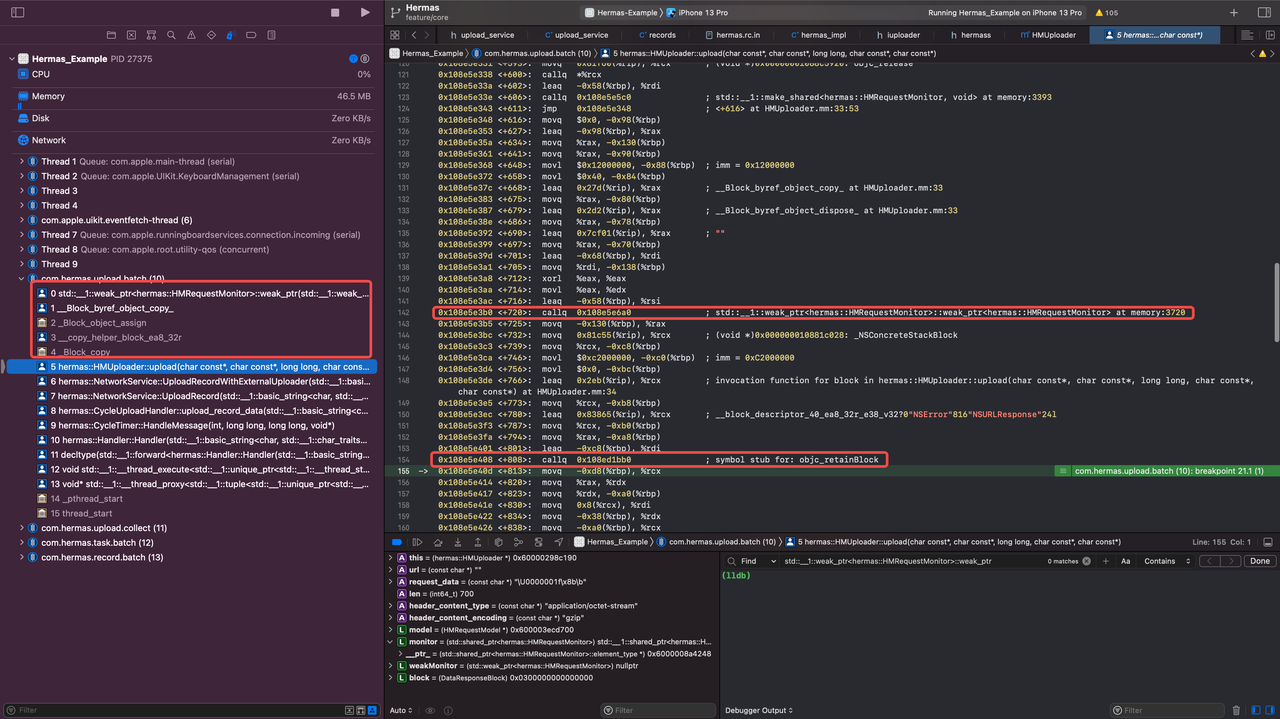 Hermas
feature/core
Hermas-Example
iPhone 13 Pro
Running Hermas_Example on iPhone 13 Pro
105
upload_service
upload_service
records
hermas.rc.in
hermas_impl
iuploader
hermass
HMUploader
5 hermas::...char const*)
Hermas_Example
com.hermas.upload.batch (10)
5 hermas::HMUploader::upload(char const*, char const*, long long, char const*, char const*)
Hermas_Example PID 27375
CPU 0%
Memory 46.5 MB
Disk Zero KB/s
Network Zero KB/s
Thread 1 Queue: com.apple.main-thread (serial)
Thread 2 Queue: com.apple.UIKit.KeyboardManagement (serial)
Thread 3
Thread 4
com.apple.uikit.eventfetch-thread (6)
Thread 7 Queue: com.apple.runningboardservices.connection.incoming (serial)
Thread 8 Queue: com.apple.root.utility-qos (concurrent)
Thread 9
com.hermas.upload.batch (10)
0 std::__1::weak_ptr<hermas::HMRequestMonitor>::weak_ptr(std::__1::weak_...
1 __Block_byref_object_copy_
2 _Block_object_assign
3 __copy_helper_block_ea8_32r
4 _Block_copy
5 hermas::HMUploader::upload(char const*, char const*, long long, char cons...
6 hermas::NetworkService::UploadRecordWithExternalUploader(std::__1::basi...
7 hermas::NetworkService::UploadRecord(std::__1::basic_string<char, std::...
8 hermas::CycleUploadHandler::upload_record_data(std::__1::basic_string<c...
9 hermas::CycleTimer::HandleMessage(int, long long, long long, void*)
10 hermas::Handler::Handler(std::__1::basic_string<char, std::__1::char_traits...
11 decltype(std::__1::forward<hermas::Handler::Handler(std::__1::basic_string...
12 void std::__1::__thread_execute<std::__1::unique_ptr<std::__1::__thread_st...
13 void* std::__1::__thread_proxy<std::__1::tuple<std::__1::unique_ptr<std::_...
14 _pthread_start
15 thread_start
com.hermas.upload.collect (11)
com.hermas.task.batch (12)
com.hermas.record.batch (13)
Filter
121 0x108e5e338 <+600>: callq *%rcx
122 0x108e5e33a <+602>: leaq -0x58(%rbp), %rdi
123 0x108e5e33e <+606>: callq 0x108e5e5c0 ; std::__1::make_shared<hermas::HMRequestMonitor, void> at memory:3393
124 0x108e5e343 <+611>: jmp 0x108e5e348 ; <+616> at HMUploader.mm:33:53
125 0x108e5e348 <+616>: movq $0x0, -0x98(%rbp)
126 0x108e5e353 <+627>: leaq -0x98(%rbp), %rax
127 0x108e5e35a <+634>: movq %rax, -0x130(%rbp)
128 0x108e5e361 <+641>: movq %rax, -0x90(%rbp)
129 0x108e5e368 <+648>: movl $0x12000000, -0x88(%rbp) ; imm = 0x12000000
130 0x108e5e372 <+658>: movl $0x40, -0x84(%rbp)
131 0x108e5e37c <+668>: leaq 0x27d(%rip), %rax ; __Block_byref_object_copy_ at HMUploader.mm:33
132 0x108e5e383 <+675>: movq %rax, -0x80(%rbp)
133 0x108e5e387 <+679>: leaq 0x2d2(%rip), %rax ; __Block_byref_object_dispose_ at HMUploader.mm:33
134 0x108e5e38e <+686>: movq %rax, -0x78(%rbp)
135 0x108e5e392 <+690>: leaq 0x7cf01(%rip), %rax ; ""
136 0x108e5e399 <+697>: movq %rax, -0x70(%rbp)
137 0x108e5e39d <+701>: leaq -0x68(%rbp), %rdi
138 0x108e5e3a1 <+705>: movq %rdi, -0x138(%rbp)
139 0x108e5e3a8 <+712>: xorl %eax, %eax
140 0x108e5e3aa <+714>: movl %eax, %edx
141 0x108e5e3ac <+716>: leaq -0x58(%rbp), %rsi
142 0x108e5e3b0 <+720>: callq 0x108e5e6a0 ; std::__1::weak_ptr<hermas::HMRequestMonitor>::weak_ptr<hermas::HMRequestMonitor> at memory:3720
143 0x108e5e3b5 <+725>: movq -0x130(%rbp), %rax
144 0x108e5e3bc <+732>: movq 0x81c55(%rip), %rcx ; (void *)0x000000010881c028: _NSConcreteStackBlock
145 0x108e5e3c3 <+739>: movq %rcx, -0xc8(%rbp)
146 0x108e5e3ca <+746>: movl $0xc2000000, -0xc0(%rbp) ; imm = 0xC2000000
147 0x108e5e3d4 <+756>: movl $0x0, -0xbc(%rbp)
148 0x108e5e3de <+766>: leaq 0x2eb(%rip), %rcx ; invocation function for block in hermas::HMUploader::upload(char const*, char const*, long long, char const*,
char const*) at HMUploader.mm:34
149 0x108e5e3e5 <+773>: movq %rcx, -0xb8(%rbp)
150 0x108e5e3ec <+780>: leaq 0x83865(%rip), %rcx ; __block_descriptor_40_ea8_32r_e38_v32?0"NSError"816"NSURLResponse"24l
151 0x108e5e3f3 <+787>: movq %rcx, -0xb0(%rbp)
152 0x108e5e3fa <+794>: movq %rax, -0xa8(%rbp)
153 0x108e5e401 <+801>: leaq -0xc8(%rbp), %rdi
154 0x108e5e408 <+808>: callq 0x108ed1bb0 ; symbol stub for: objc_retainBlock
155 -> 0x108e5e40d <+813>: movq -0xd8(%rbp), %rcx
com.hermas.upload.batch (10): breakpoint 21.1 (1)
156 0x108e5e414 <+820>: movq %rax, %rdx
157 0x108e5e417 <+823>: movq %rdx, -0xa0(%rbp)
158 0x108e5e41e <+830>: movq 0x8(%rcx), %rdi
159 0x108e5e422 <+834>: movq -0x38(%rbp), %rdx
160 0x108e5e426 <+838>: movq -0xa0(%rbp), %rcx
Hermas_Example
com.hermas.upload.batch (10)
5 hermas::HMUploader::upload(char const*, char const*, long long, char const*, char const*)
Line: 155 Col: 1
A this = (hermas::HMUploader *) 0x60000298c190
A url = (const char *) ""
A request_data = (const char *) "\U0000001f\x8b\b"
A len = (int64_t) 700
A header_content_type = (const char *) "application/octet-stream"
A header_content_encoding = (const char *) "gzip"
L model = (HMRequestModel *) 0x600003ecd700
L monitor = (std::shared_ptr<hermas::HMRequestMonitor>) std::__1::shared_ptr<hermas::H...
__ptr_ = (std::shared_ptr<hermas::HMRequestMonitor>::element_type *) 0x6000008a4248
L weakMonitor = (std::weak_ptr<hermas::HMRequestMonitor>) nullptr
L block = (DataResponseBlock) 0x0300000000000000
Find
std::__1::weak_ptr<hermas::HMRequestMonitor>::weak_ptr
0 matches
Aa
Contains
Done
(lldb)
Auto
Filter
Debugger Output
Filter